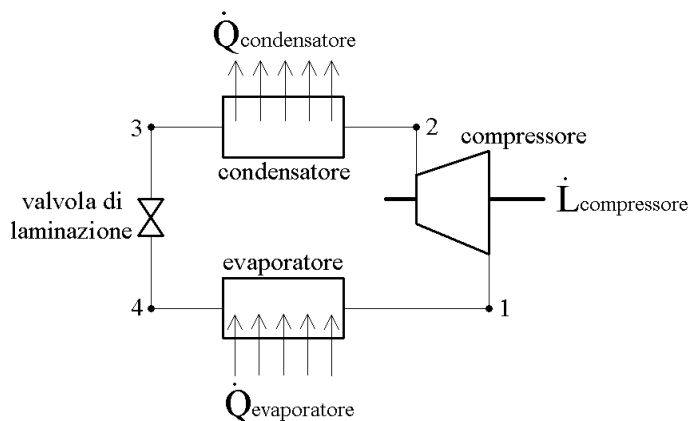 Q̇condensatore
3
2
compressore
condensatore
valvola di
laminazione
L̇compressore
evaporatore
4
1
Q̇evaporatore